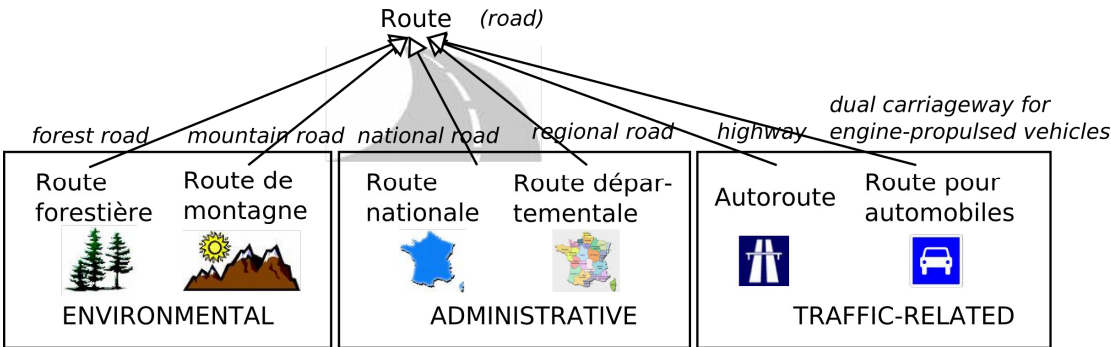 Route (road)
dual carriageway for
forest road mountain road national road regional road highway engine-propulsed vehicles
Route
forestière
Route de
montagne
Route
nationale
Route dépar-
tementale
Autoroute
Route pour
automobiles
ENVIRONMENTAL
ADMINISTRATIVE
TRAFFIC-RELATED